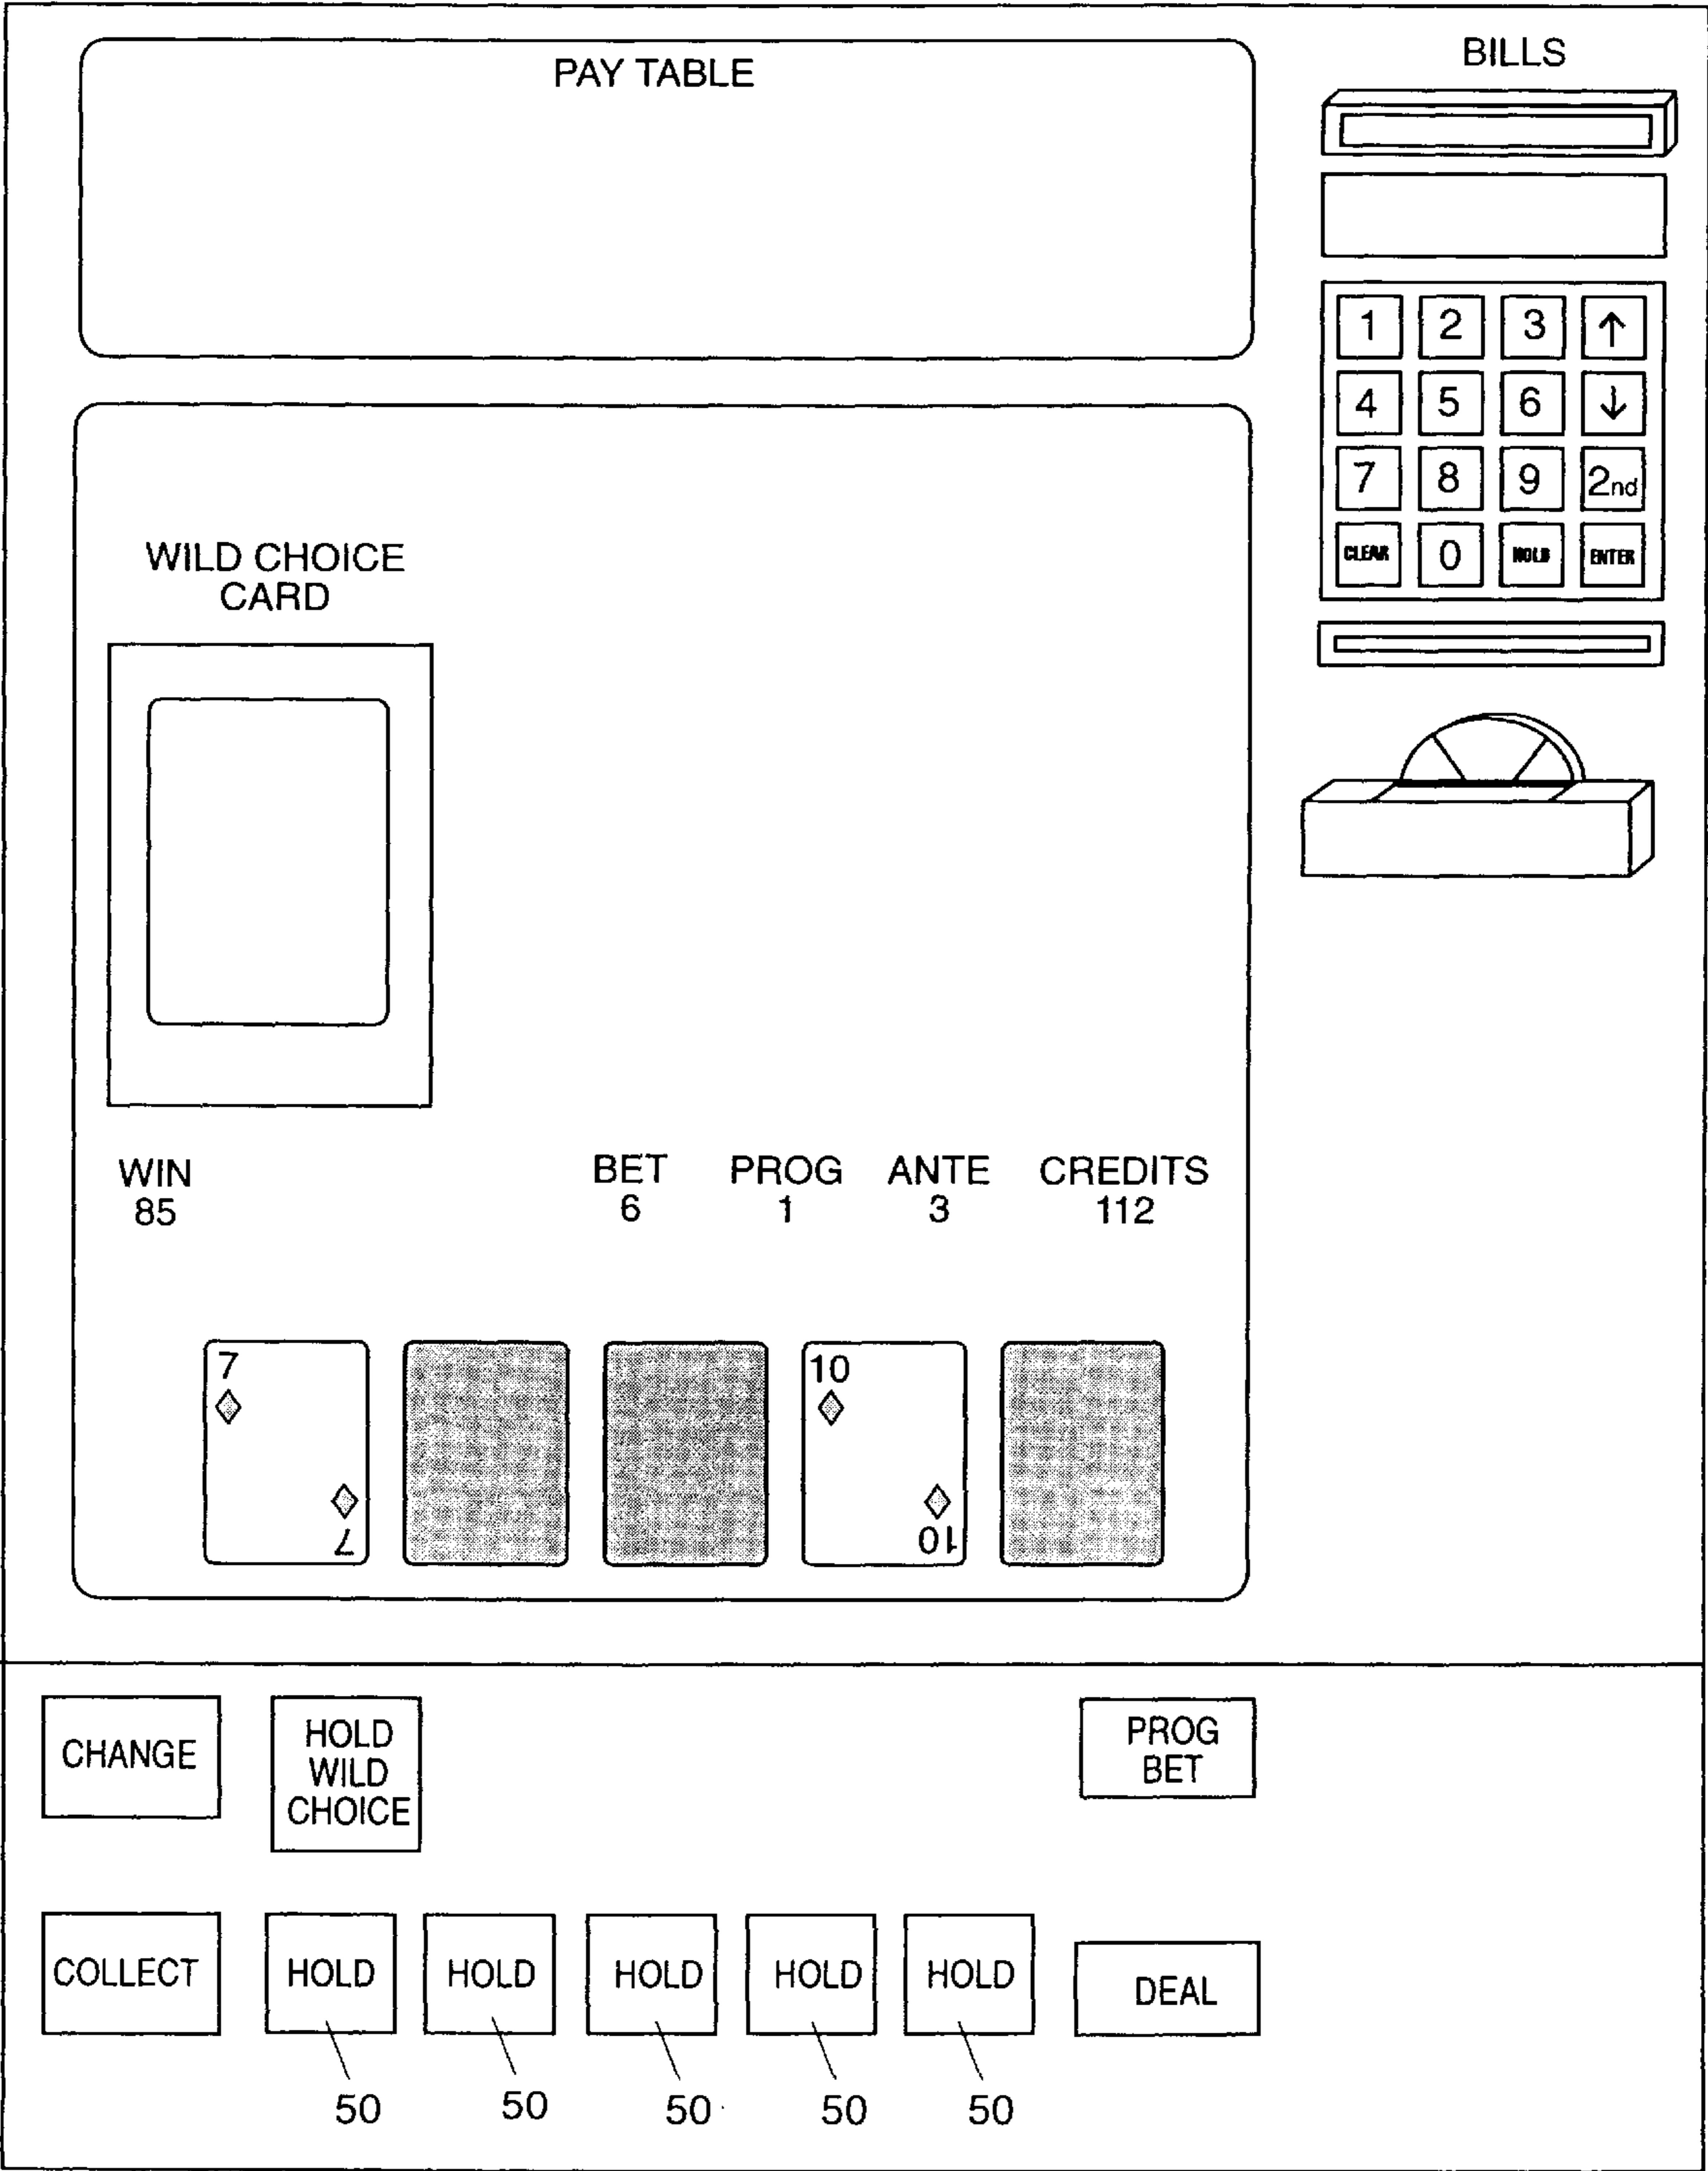 PAY TABLE
BILLS
1 2 3 ↑
4 5 6 ↓
7 8 9 2nd
CLEAR 0 HOLD ENTER
WILD CHOICE
CARD
WIN BET PROG ANTE CREDITS
85 6 1 3 112
7 10
7 10
CHANGE
HOLD
WILD
CHOICE
PROG
BET
COLLECT HOLD HOLD HOLD HOLD HOLD DEAL
50 50 50 50 50